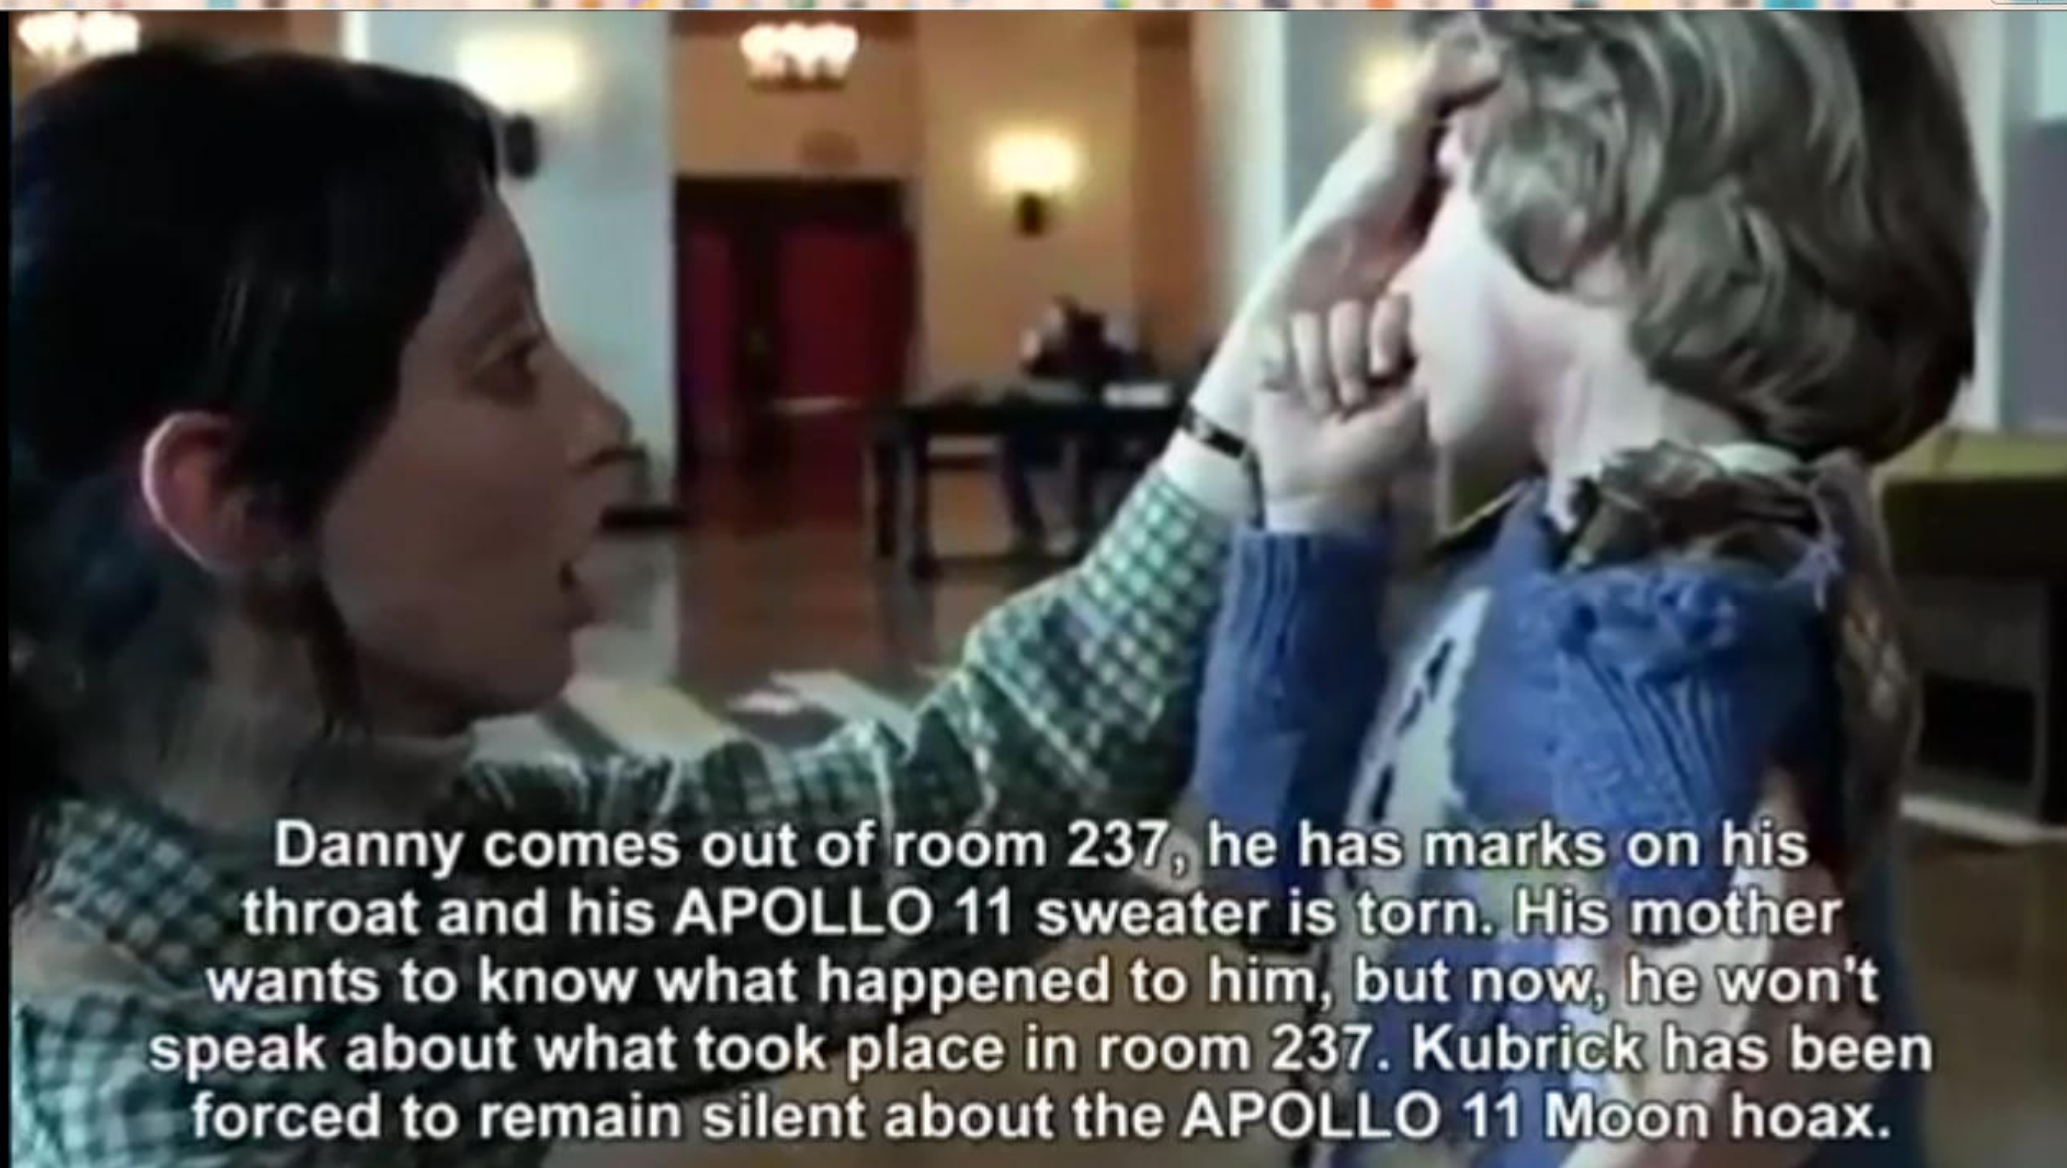 Danny comes out of room 237, he has marks on his
throat and his APOLLO 11 sweater is torn. His mother
wants to know what happened to him, but now, he won't
speak about what took place in room 237. Kubrick has been
forced to remain silent about the APOLLO 11 Moon hoax.